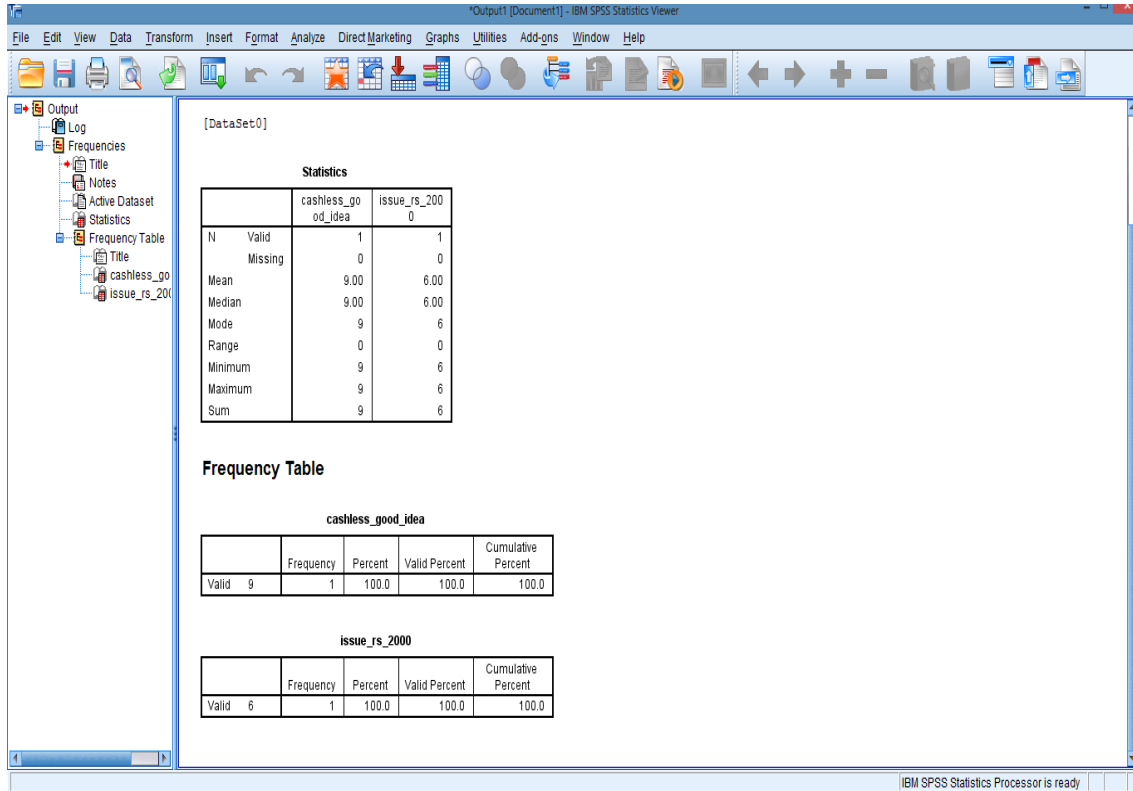 *Output1 [Document1] - IBM SPSS Statistics Viewer
File Edit View Data Transform Insert Format Analyze Direct Marketing Graphs Utilities Add-ons Window Help
Output
Log
Frequencies
Title
Notes
Active Dataset
Statistics
Frequency Table
Title
cashless_go
issue_rs_200
[DataSet0]
Statistics
cashless_go
od_idea
issue_rs_200
0
N Valid 1 1
Missing 0 0
Mean 9.00 6.00
Median 9.00 6.00
Mode 9 6
Range 0 0
Minimum 9 6
Maximum 9 6
Sum 9 6
Frequency Table
cashless_good_idea
Frequency Percent Valid Percent Cumulative
Percent
Valid 9 1 100.0 100.0 100.0
issue_rs_2000
Frequency Percent Valid Percent Cumulative
Percent
Valid 6 1 100.0 100.0 100.0
IBM SPSS Statistics Processor is ready